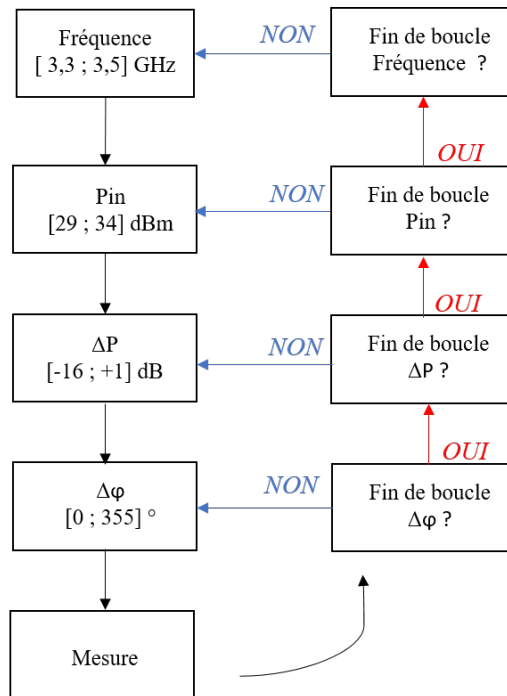 Fréquence
[ 3,3 ; 3,5] GHz
NON
Fin de boucle
Fréquence ?
OUI
Pin
[29 ; 34] dBm
NON
Fin de boucle
Pin ?
OUI
ΔP
[-16 ; +1] dB
NON
Fin de boucle
ΔP ?
OUI
Δφ
[0 ; 355] °
NON
Fin de boucle
Δφ ?
Mesure